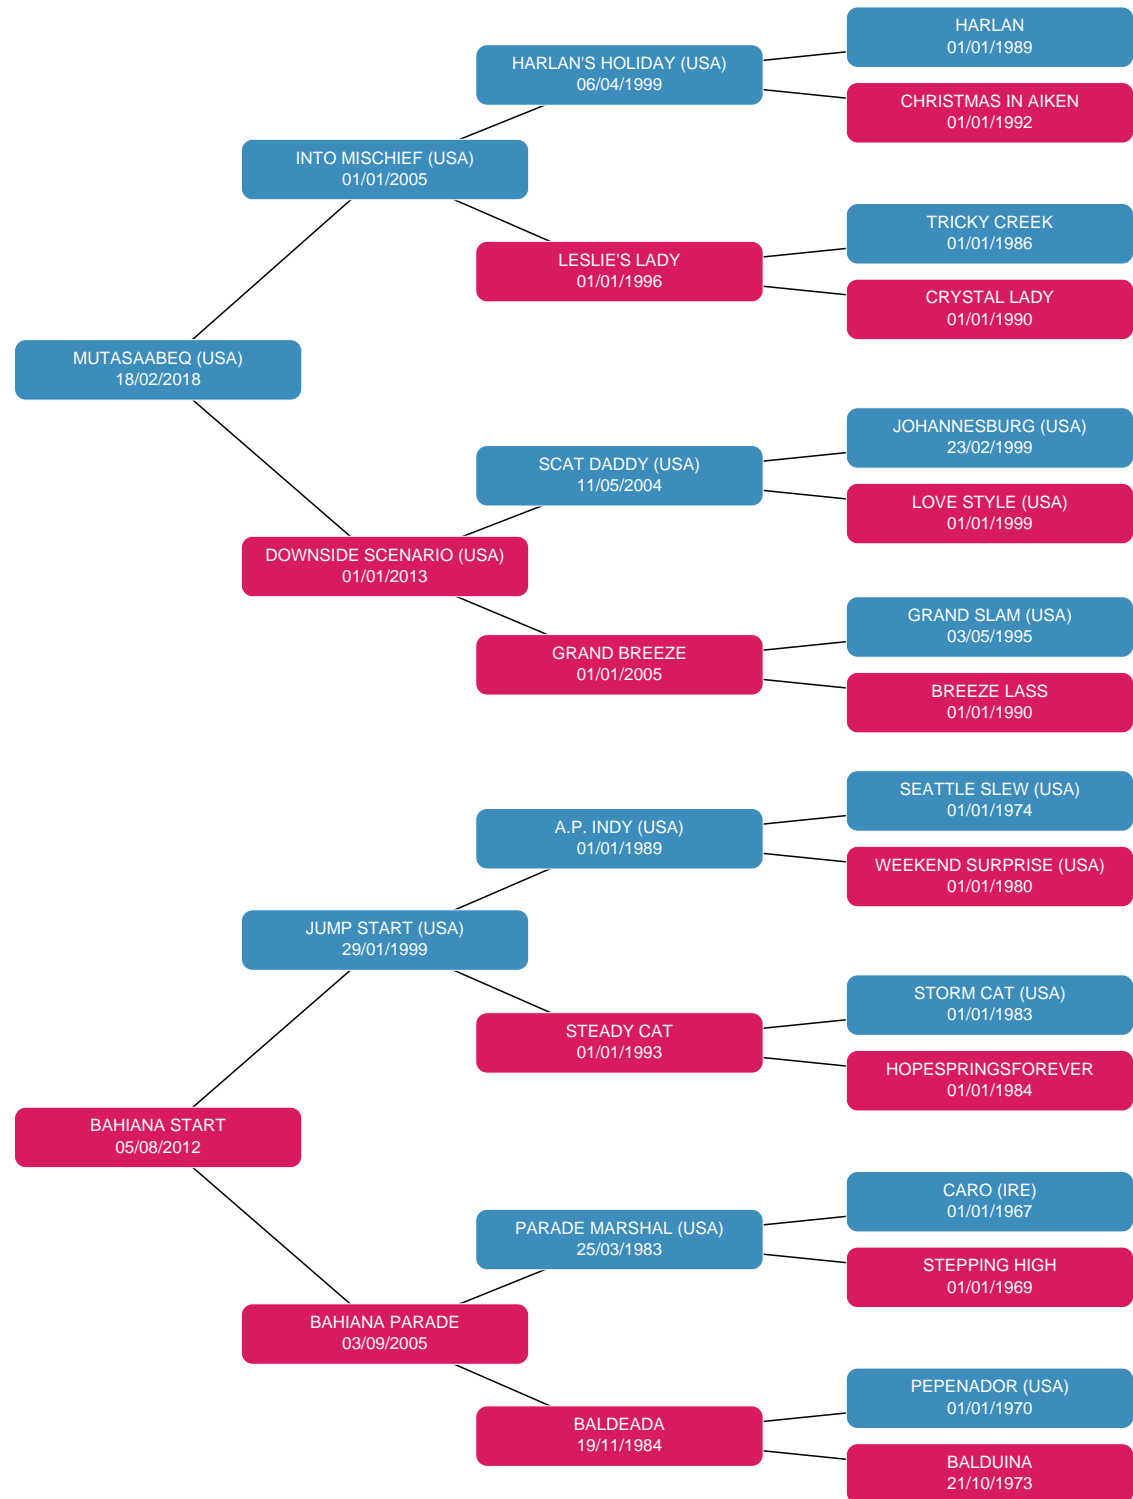 HARLAN
01/01/1989
HARLAN'S HOLIDAY (USA)
06/04/1999
CHRISTMAS IN AIKEN
01/01/1992
INTO MISCHIEF (USA)
01/01/2005
TRICKY CREEK
01/01/1986
LESLIE'S LADY
01/01/1996
CRYSTAL LADY
01/01/1990
MUTASAABEQ (USA)
18/02/2018
JOHANNESBURG (USA)
23/02/1999
SCAT DADDY (USA)
11/05/2004
LOVE STYLE (USA)
01/01/1999
DOWNSIDE SCENARIO (USA)
01/01/2013
GRAND SLAM (USA)
03/05/1995
GRAND BREEZE
01/01/2005
BREEZE LASS
01/01/1990
SEATTLE SLEW (USA)
01/01/1974
A.P. INDY (USA)
01/01/1989
WEEKEND SURPRISE (USA)
01/01/1980
JUMP START (USA)
29/01/1999
STORM CAT (USA)
01/01/1983
STEADY CAT
01/01/1993
HOPESPRINGSFOREVER
01/01/1984
BAHIANA START
05/08/2012
CARO (IRE)
01/01/1967
PARADE MARSHAL (USA)
25/03/1983
STEPPING HIGH
01/01/1969
BAHIANA PARADE
03/09/2005
PEPENADOR (USA)
01/01/1970
BALDEADA
19/11/1984
BALDUINA
21/10/1973